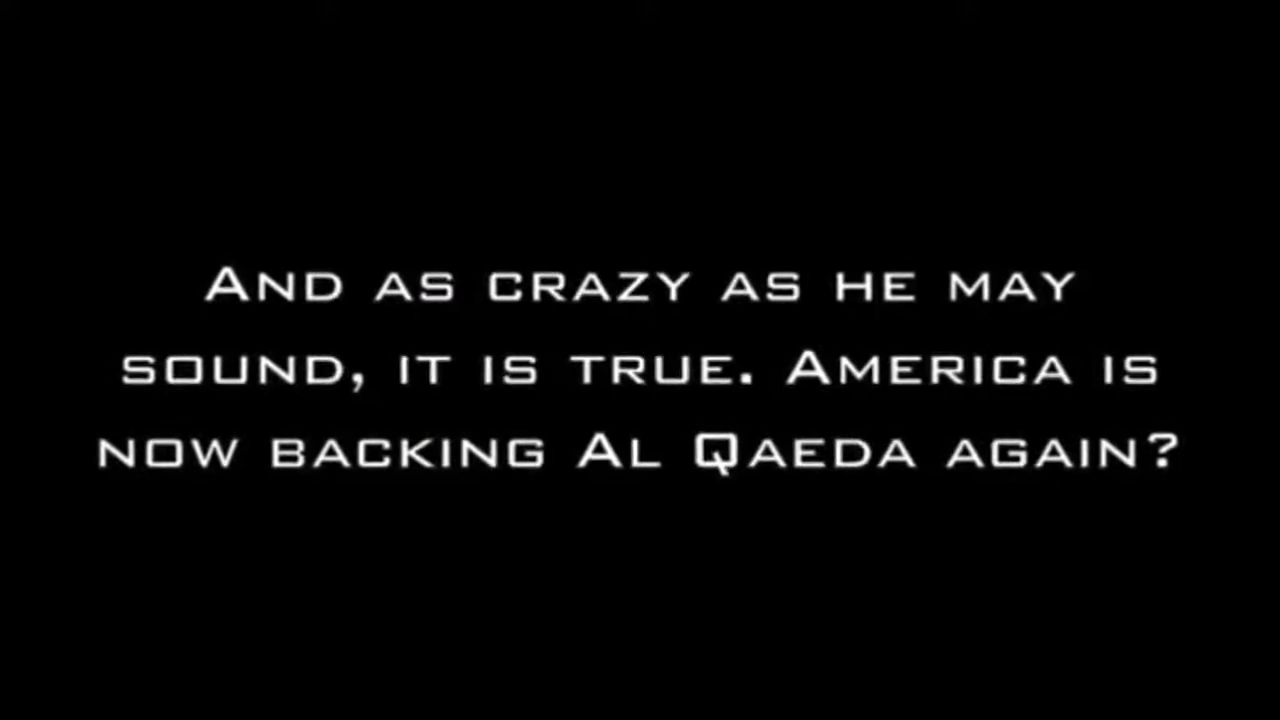 And as crazy as he may
sound, it is true. America is
now backing Al Qaeda again?